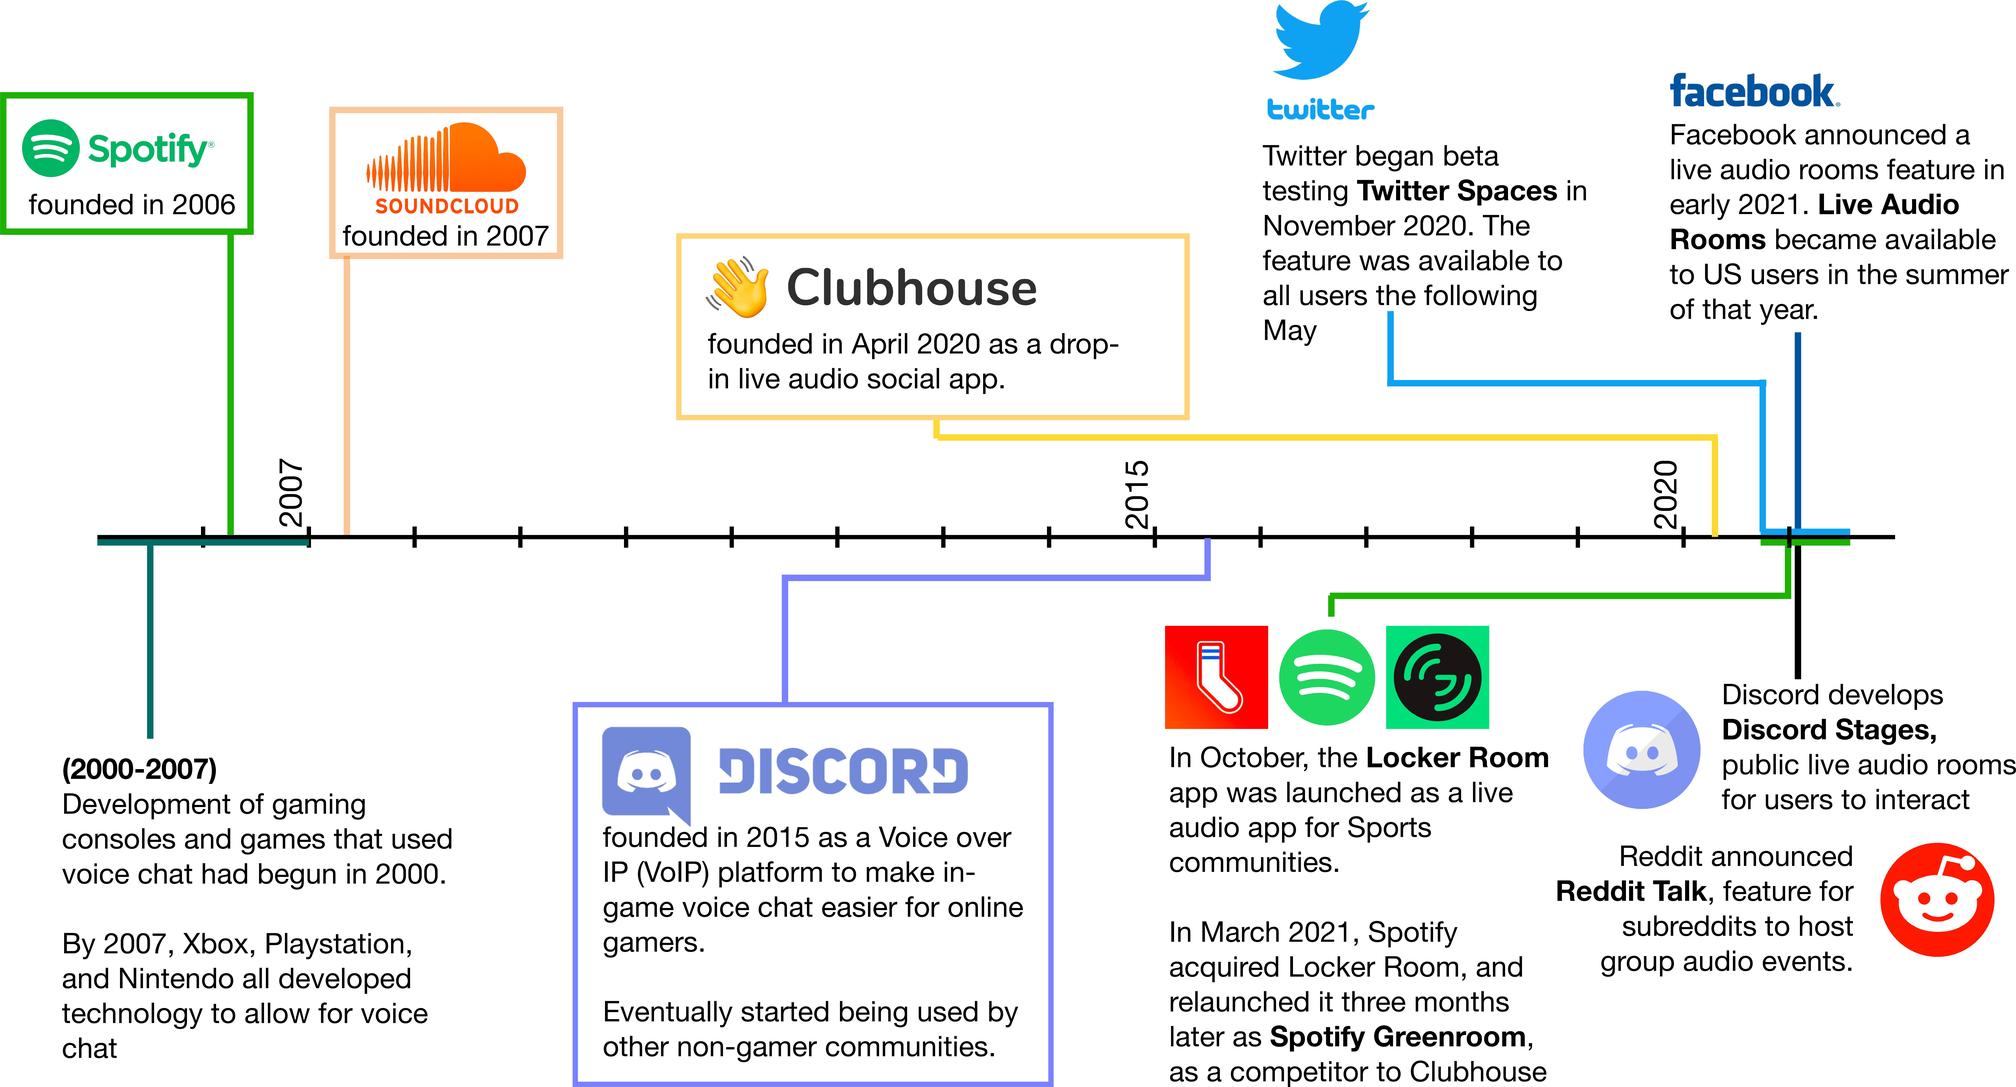 Spotify®
founded in 2006
SOUNDCLOUD
founded in 2007
Clubhouse
founded in April 2020 as a drop-
in live audio social app.
twitter
Twitter began beta
testing Twitter Spaces in
November 2020. The
feature was available to
all users the following
May
facebook®
Facebook announced a
live audio rooms feature in
early 2021. Live Audio
Rooms became available
to US users in the summer
of that year.
2007
2015
2020
(2000-2007)
Development of gaming
consoles and games that used
voice chat had begun in 2000.
By 2007, Xbox, Playstation,
and Nintendo all developed
technology to allow for voice
chat
DISCORD
founded in 2015 as a Voice over
IP (VoIP) platform to make in-
game voice chat easier for online
gamers.
Eventually started being used by
other non-gamer communities.
In October, the Locker Room
app was launched as a live
audio app for Sports
communities.
In March 2021, Spotify
acquired Locker Room, and
relaunched it three months
later as Spotify Greenroom,
as a competitor to Clubhouse
Discord develops
Discord Stages,
public live audio rooms
for users to interact
Reddit announced
Reddit Talk, feature for
subreddits to host
group audio events.